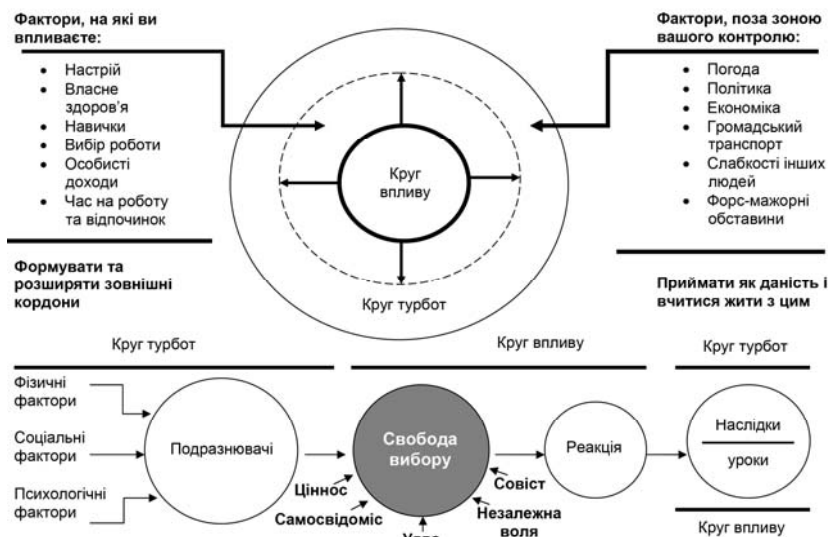 Фактори, на які ви
впливаєте:
• Настрій
• Власне
здоров’я
• Навички
• Вибір роботи
• Особисті
доходи
• Час на роботу
та відпочинок
Формувати та
розширяти зовнішні
кордони
Круг
впливу
Круг турбот
Фактори, поза зоною
вашого контролю:
• Погода
• Політика
• Економіка
• Громадський
транспорт
• Слабкості інших
людей
• Форс-мажорні
обставини
Приймати як даність і
вчитися жити з цим
Круг турбот
Круг впливу
Круг турбот
Фізичні
фактори
Соціальні
фактори
Психологічні
фактори
Подразнювачі
Свобода
вибору
Ціннос
Самосвідоміс
Совіст
Незалежна
воля
Реакція
Наслідки
уроки
Круг впливу